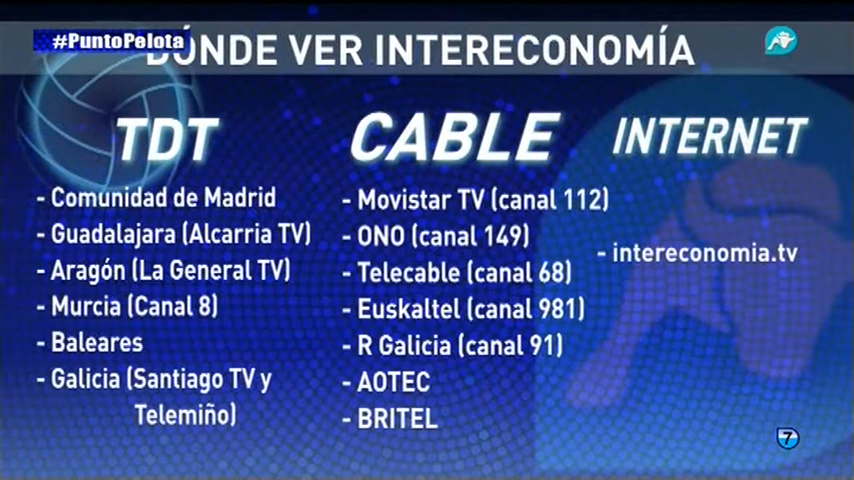 #PuntoPelota
DÓNDE VER INTERECONOMÍA
TDT
- Comunidad de Madrid
- Guadalajara (Alcarria TV)
- Aragón (La General TV)
- Murcia (Canal 8)
- Baleares
- Galicia (Santiago TV y
Telemiño)
CABLE
- Movistar TV (canal 112)
- ONO (canal 149)
- Telecable (canal 68)
- Euskaltel (canal 981)
- R Galicia (canal 91)
- AOTEC
- BRITEL
INTERNET
- intereconomia.tv
7